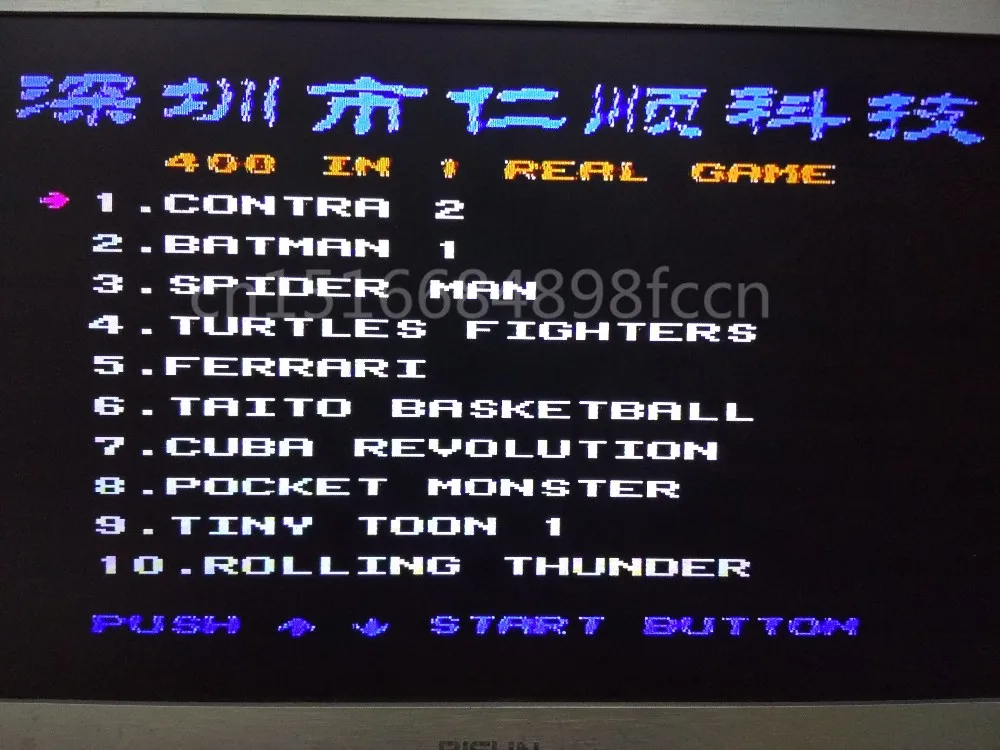 深圳市仁顺科技
400 IN 1 REAL GAME
1.CONTRA 2
2.BATMAN 1
3.SPIDER MAN
cn1516684898fccn
4.TURTLES FIGHTERS
5.FERRARI
6.TAITO BASKETBALL
7.CUBA REVOLUTION
8.POCKET MONSTER
9.TINY TOON 1
10.ROLLING THUNDER
PUSH ↑ ↓ START BUTTON